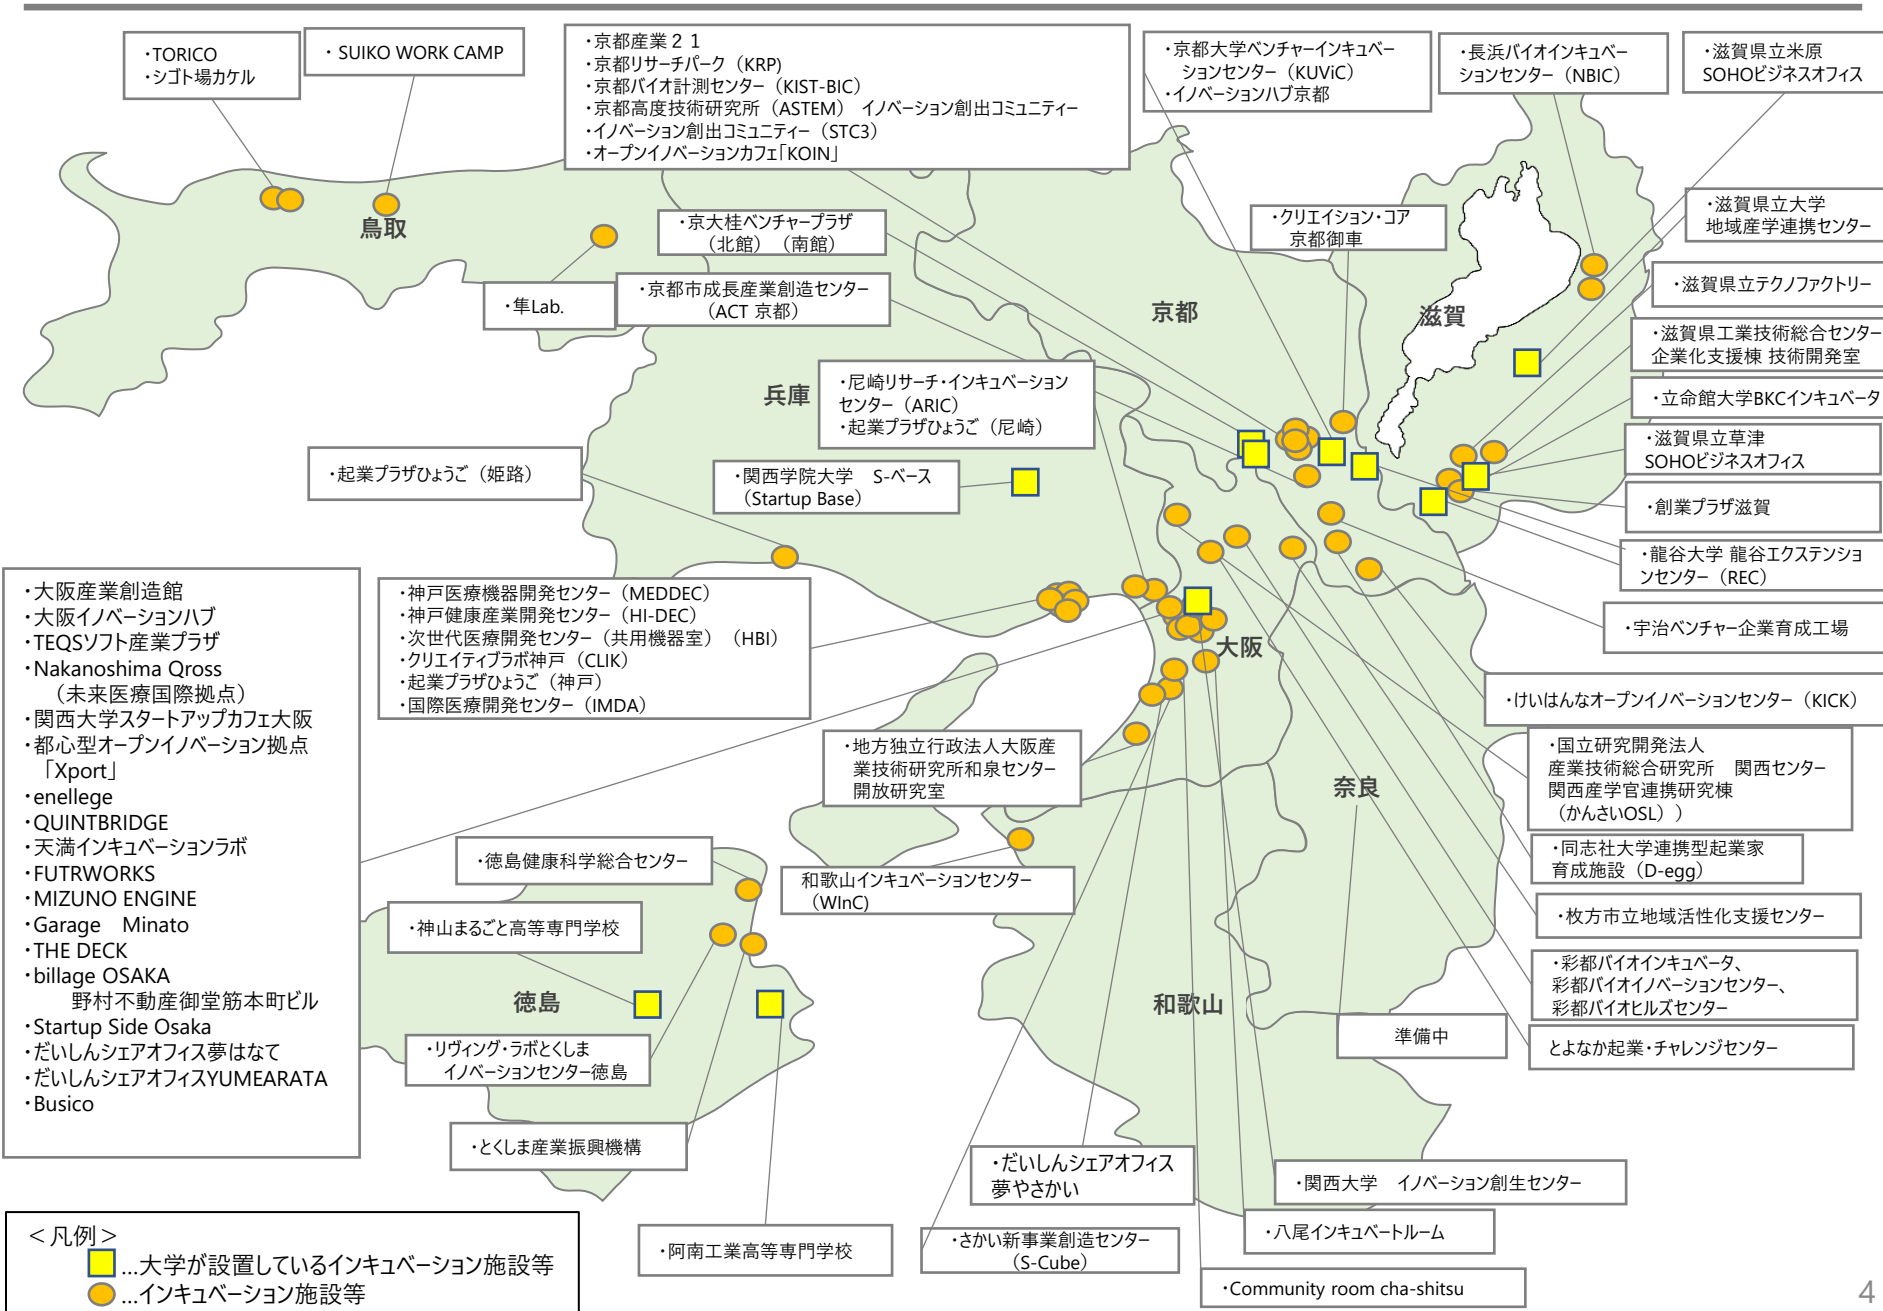 ・TORICO
・シゴト場カケル
・SUIKO WORK CAMP
・京都産業２１
・京都リサーチパーク（KRP)
・京都バイオ計測センター（KIST-BIC）
・京都高度技術研究所（ASTEM）　イノベーション創出コミュニティー
・イノベーション創出コミュニティー（STC3）
・オープンイノベーションカフェ「KOIN」
・京都大学ベンチャーインキュベー
ションセンター（KUViC）
・イノベーションハブ京都
・長浜バイオインキュベー
ションセンター（NBIC）
・滋賀県立米原
SOHOビジネスオフィス
・滋賀県立大学
地域産学連携センター
・京大桂ベンチャープラザ
（北館）（南館）
・クリエイション・コア
京都御車
鳥取
・隼Lab.
・京都市成長産業創造センター
（ACT 京都）
・滋賀県立テクノファクトリー
京都
滋賀
・滋賀県工業技術総合センター
企業化支援棟 技術開発室
兵庫
・尼崎リサーチ・インキュベーション
センター（ARIC）
・起業プラザひょうご（尼崎）
・立命館大学BKCインキュベータ
・滋賀県立草津
SOHOビジネスオフィス
・起業プラザひょうご（姫路）
・関西学院大学　S-ベース
（Startup Base）
・創業プラザ滋賀
・龍谷大学 龍谷エクステンショ
ンセンター（REC）
・大阪産業創造館
・大阪イノベーションハブ
・TEQSソフト産業プラザ
・Nakanoshima Qross
（未来医療国際拠点）
・関西大学スタートアップカフェ大阪
・都心型オープンイノベーション拠点
「Xport」
・enellege
・QUINTBRIDGE
・天満インキュベーションラボ
・FUTRWORKS
・MIZUNO ENGINE
・Garage　Minato
・THE DECK
・billage OSAKA
野村不動産御堂筋本町ビル
・Startup Side Osaka
・だいしんシェアオフィス夢はなて
・だいしんシェアオフィスYUMEARATA
・Busico
・神戸医療機器開発センター（MEDDEC）
・神戸健康産業開発センター（HI-DEC）
・次世代医療開発センター（共用機器室）（HBI）
・クリエイティブラボ神戸（CLIK）
・起業プラザひょうご（神戸）
・国際医療開発センター（IMDA）
大阪
・宇治ベンチャー企業育成工場
・けいはんなオープンイノベーションセンター（KICK）
・地方独立行政法人大阪産
業技術研究所和泉センター
開放研究室
奈良
・国立研究開発法人
産業技術総合研究所　関西センター
関西産学官連携研究棟
（かんさいOSL））
・徳島健康科学総合センター
和歌山インキュベーションセンター
（WInC)
・同志社大学連携型起業家
育成施設（D-egg）
・神山まるごと高等専門学校
・枚方市立地域活性化支援センター
・彩都バイオインキュベータ、
彩都バイオイノベーションセンター、
彩都バイオヒルズセンター
徳島
和歌山
準備中
とよなか起業・チャレンジセンター
・リヴィング・ラボとくしま
イノベーションセンター徳島
・とくしま産業振興機構
・だいしんシェアオフィス
夢やさかい
・関西大学　イノベーション創生センター
・八尾インキュベートルーム
・阿南工業高等専門学校
・さかい新事業創造センター
（S-Cube）
・Community room cha-shitsu
＜凡例＞
…大学が設置しているインキュベーション施設等
…インキュベーション施設等
4